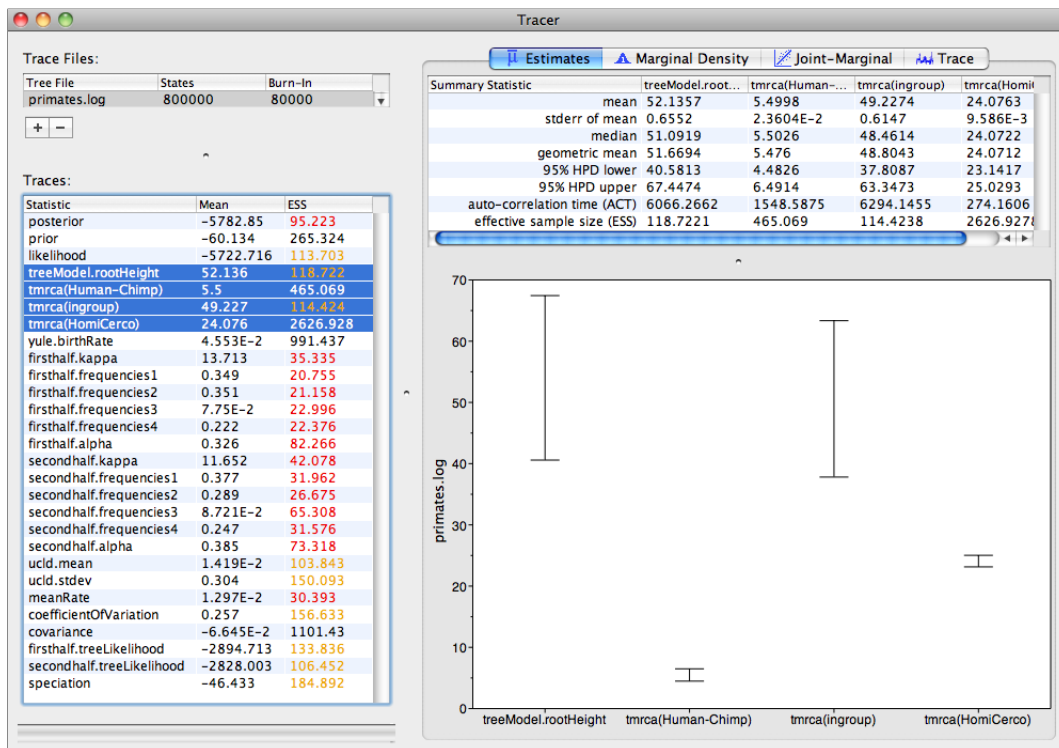 Tracer
Trace Files:
Tree File States Burn-In
primates.log 800000 80000
+ −
Traces:
Statistic Mean ESS
posterior −5782.85 95.223
prior −60.134 265.324
likelihood −5722.716 113.703
treeModel.rootHeight 52.136 118.722
tmrca(Human-Chimp) 5.5 465.069
tmrca(ingroup) 49.227 114.424
tmrca(HomiCerco) 24.076 2626.928
yule.birthRate 4.553E-2 991.437
firsthalf.kappa 13.713 35.335
firsthalf.frequencies1 0.349 20.755
firsthalf.frequencies2 0.351 21.158
firsthalf.frequencies3 7.75E-2 22.996
firsthalf.frequencies4 0.222 22.376
firsthalf.alpha 0.326 82.266
secondhalf.kappa 11.652 42.078
secondhalf.frequencies1 0.377 31.962
secondhalf.frequencies2 0.289 26.675
secondhalf.frequencies3 8.721E-2 65.308
secondhalf.frequencies4 0.247 31.576
secondhalf.alpha 0.385 73.318
ucld.mean 1.419E-2 103.843
ucld.stdev 0.304 150.093
meanRate 1.297E-2 30.393
coefficientOfVariation 0.257 156.633
covariance −6.645E-2 1101.43
firsthalf.treeLikelihood −2894.713 133.836
secondhalf.treeLikelihood −2828.003 106.452
speciation −46.433 184.892
μ Estimates Marginal Density Joint-Marginal Trace
Summary Statistic treeModel.root... tmrca(Human-... tmrca(ingroup) tmrca(Homi
mean 52.1357 5.4998 49.2274 24.0763
stderr of mean 0.6552 2.3604E-2 0.6147 9.586E-3
median 51.0919 5.5026 48.4614 24.0722
geometric mean 51.6694 5.476 48.8043 24.0712
95% HPD lower 40.5813 4.4826 37.8087 23.1417
95% HPD upper 67.4474 6.4914 63.3473 25.0293
auto-correlation time (ACT) 6066.2662 1548.5875 6294.1455 274.1606
effective sample size (ESS) 118.7221 465.069 114.4238 2626.9278
primates.log
70
60
50
40
30
20
10
0
treeModel.rootHeight tmrca(Human-Chimp) tmrca(ingroup) tmrca(HomiCerco)